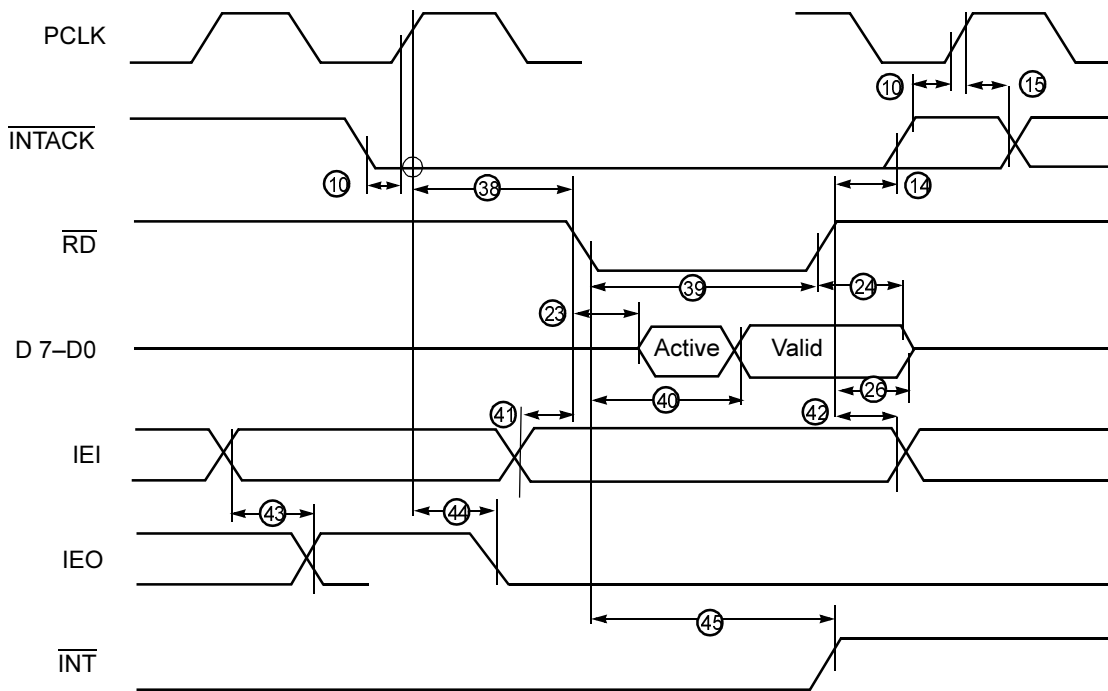 PCLK
10
15
INTACK
10
38
14
RD
39
24
23
D 7–D0
Active
Valid
26
40
41
42
IEI
43
44
IEO
45
INT